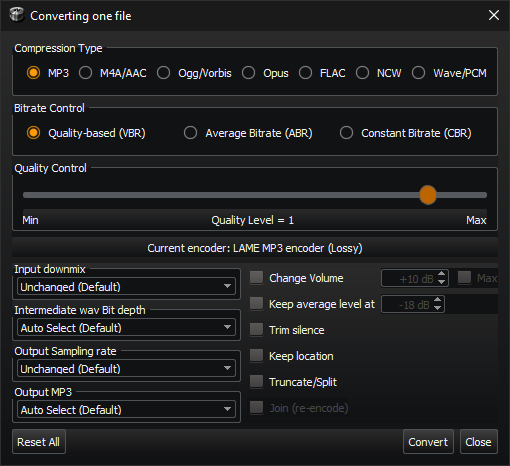 Converting one file
Compression Type
MP3 M4A/AAC Ogg/Vorbis Opus FLAC NCW Wave/PCM
Bitrate Control
Quality-based (VBR) Average Bitrate (ABR) Constant Bitrate (CBR)
Quality Control
Min Quality Level = 1 Max
Current encoder: LAME MP3 encoder (Lossy)
Input downmix
Unchanged (Default)
Intermediate wav Bit depth
Auto Select (Default)
Output Sampling rate
Unchanged (Default)
Output MP3
Auto Select (Default)
Change Volume +10 dB Max
Keep average level at -18 dB
Trim silence
Keep location
Truncate/Split
Join (re-encode)
Reset All Convert Close